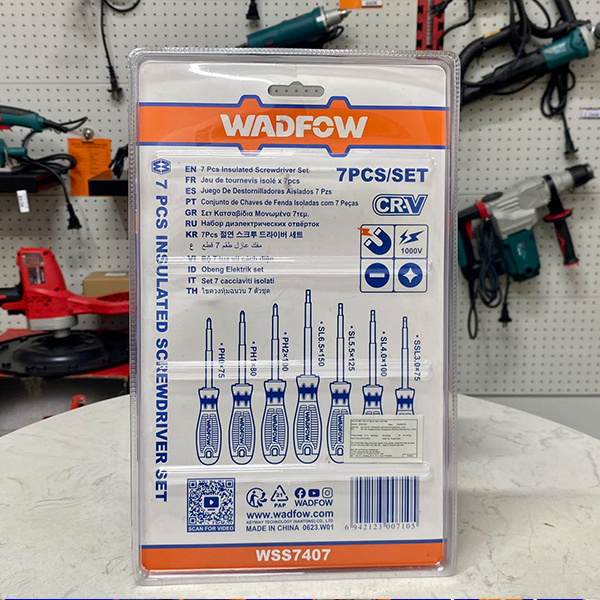 WADFOW
7 PCS INSULATED SCREWDRIVER SET
EN 7 Pcs Insulated Screwdriver Set
FR Jeu de tournevis isolé x 7pcs
ES Juego De Destornilladores Aislados 7 Pzs
PT Conjunto de Chaves de Fenda Isoladas com 7 Peças
GR Σετ Κατσαβίδια Μονωμένα 7τεμ.
RU Набор диэлектрических отвёрток
KR 7Pcs 절연 스크루 드라이버 세트
ع مفك عازل طقم 7 قطع
VI Bộ 7 tua vít cách điện
ID Obeng Elektrik set
IT Set 7 cacciaviti isolati
TH ไขควงหุ้มฉนวน 7 ตัวชุด
7PCS/SET
CR-V
1000V
PH0×75
PH1×80
PH2×100
SL6.5×150
SL5.5×125
SL4.0×100
SSL3.0×75
SCAN FOR VIDEO
21
PAP
WADFOW
www.wadfow.com
KEYWAY TECHNOLOGY (NANTONG) CO., LTD
MADE IN CHINA 0623.W01
6 942123 007105
WSS7407